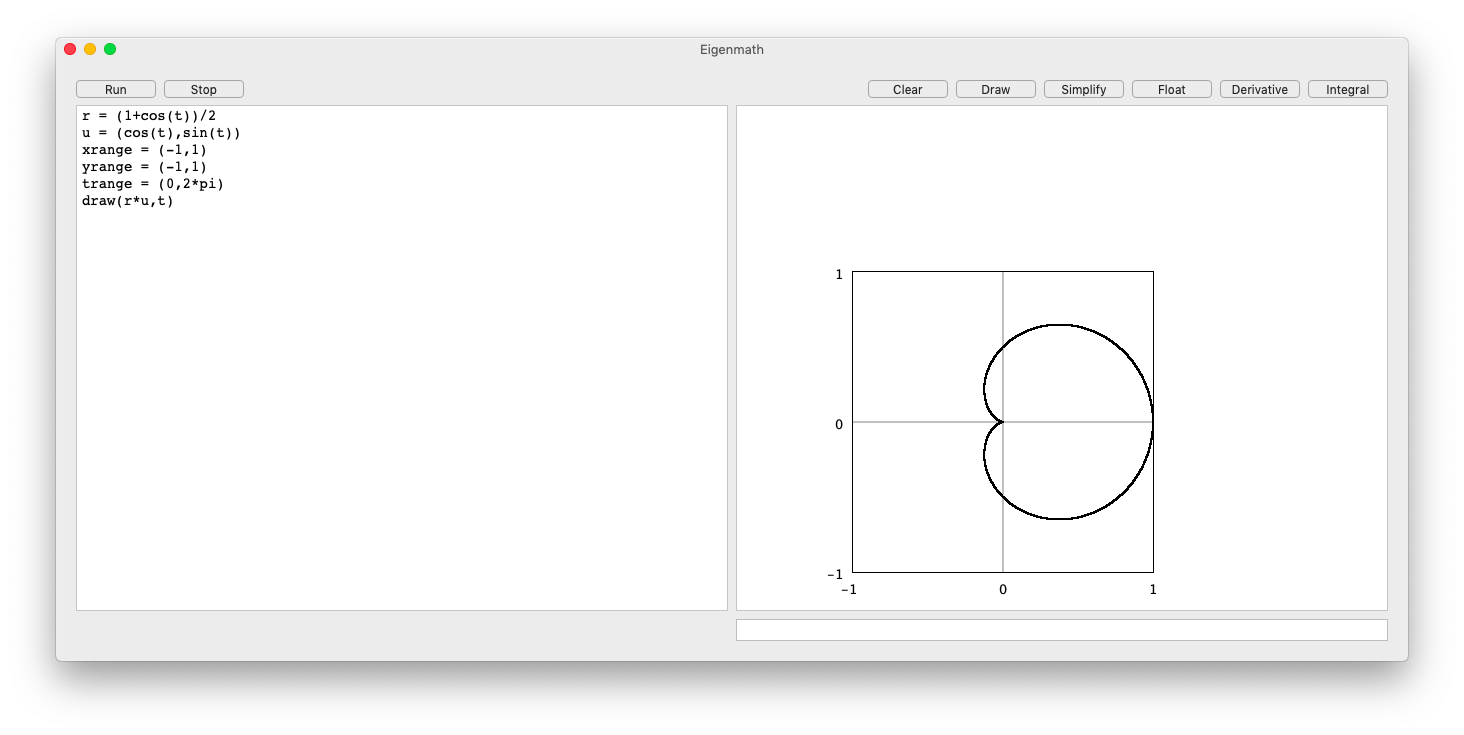 Eigenmath
Run Stop Clear Draw Simplify Float Derivative Integral
r = (1+cos(t))/2
u = (cos(t),sin(t))
xrange = (-1,1)
yrange = (-1,1)
trange = (0,2*pi)
draw(r*u,t)
1
0
-1
-1 0 1